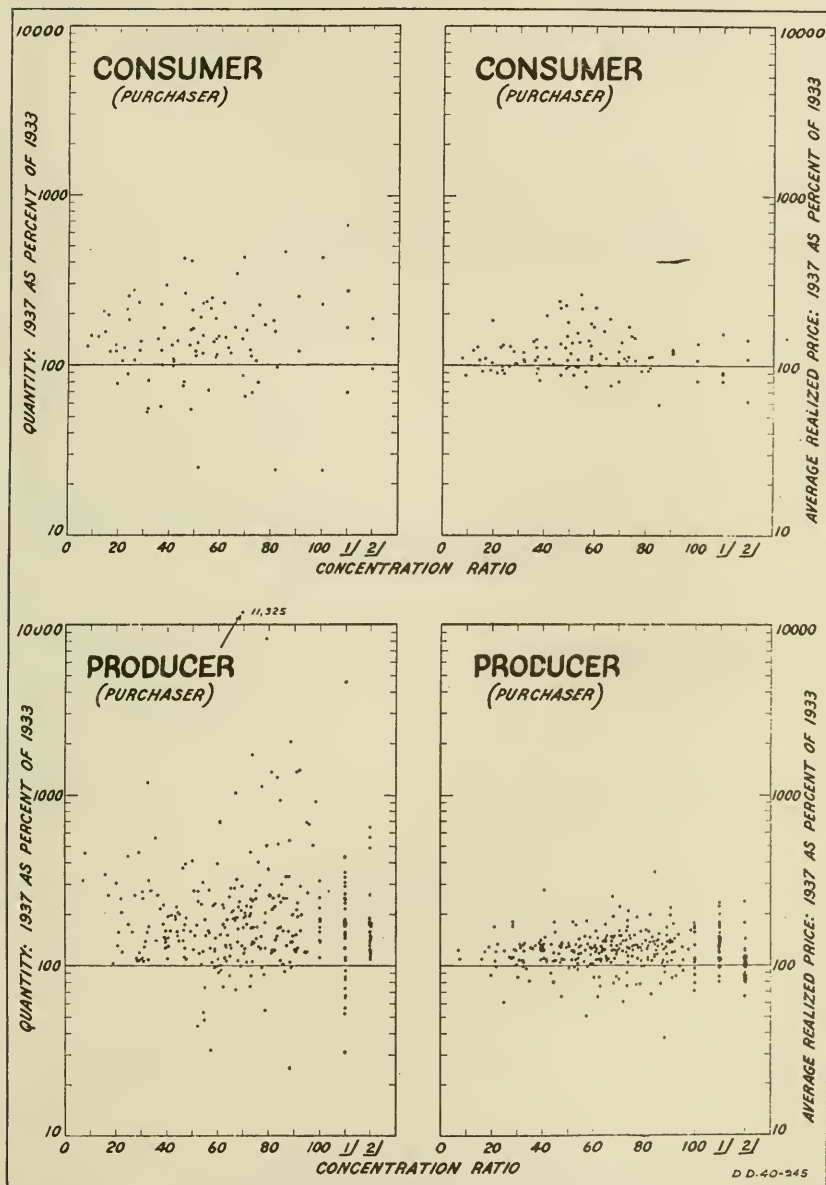 CONSUMER
(PURCHASER)
QUANTITY: 1937 AS PERCENT OF 1933
10000
1000
100
10
0 20 40 60 80 100 1/ 2/
CONSUMER
(PURCHASER)
AVERAGE REALIZED PRICE: 1937 AS PERCENT OF 1933
10000
1000
100
10
0 20 40 60 80 100 1/ 2/
CONCENTRATION RATIO
11,325
PRODUCER
(PURCHASER)
QUANTITY: 1937 AS PERCENT OF 1933
10000
1000
100
10
0 20 40 60 80 100 1/ 2/
PRODUCER
(PURCHASER)
AVERAGE REALIZED PRICE: 1937 AS PERCENT OF 1933
10000
1000
100
10
0 20 40 60 80 100 1/ 2/
CONCENTRATION RATIO
D D.40-245